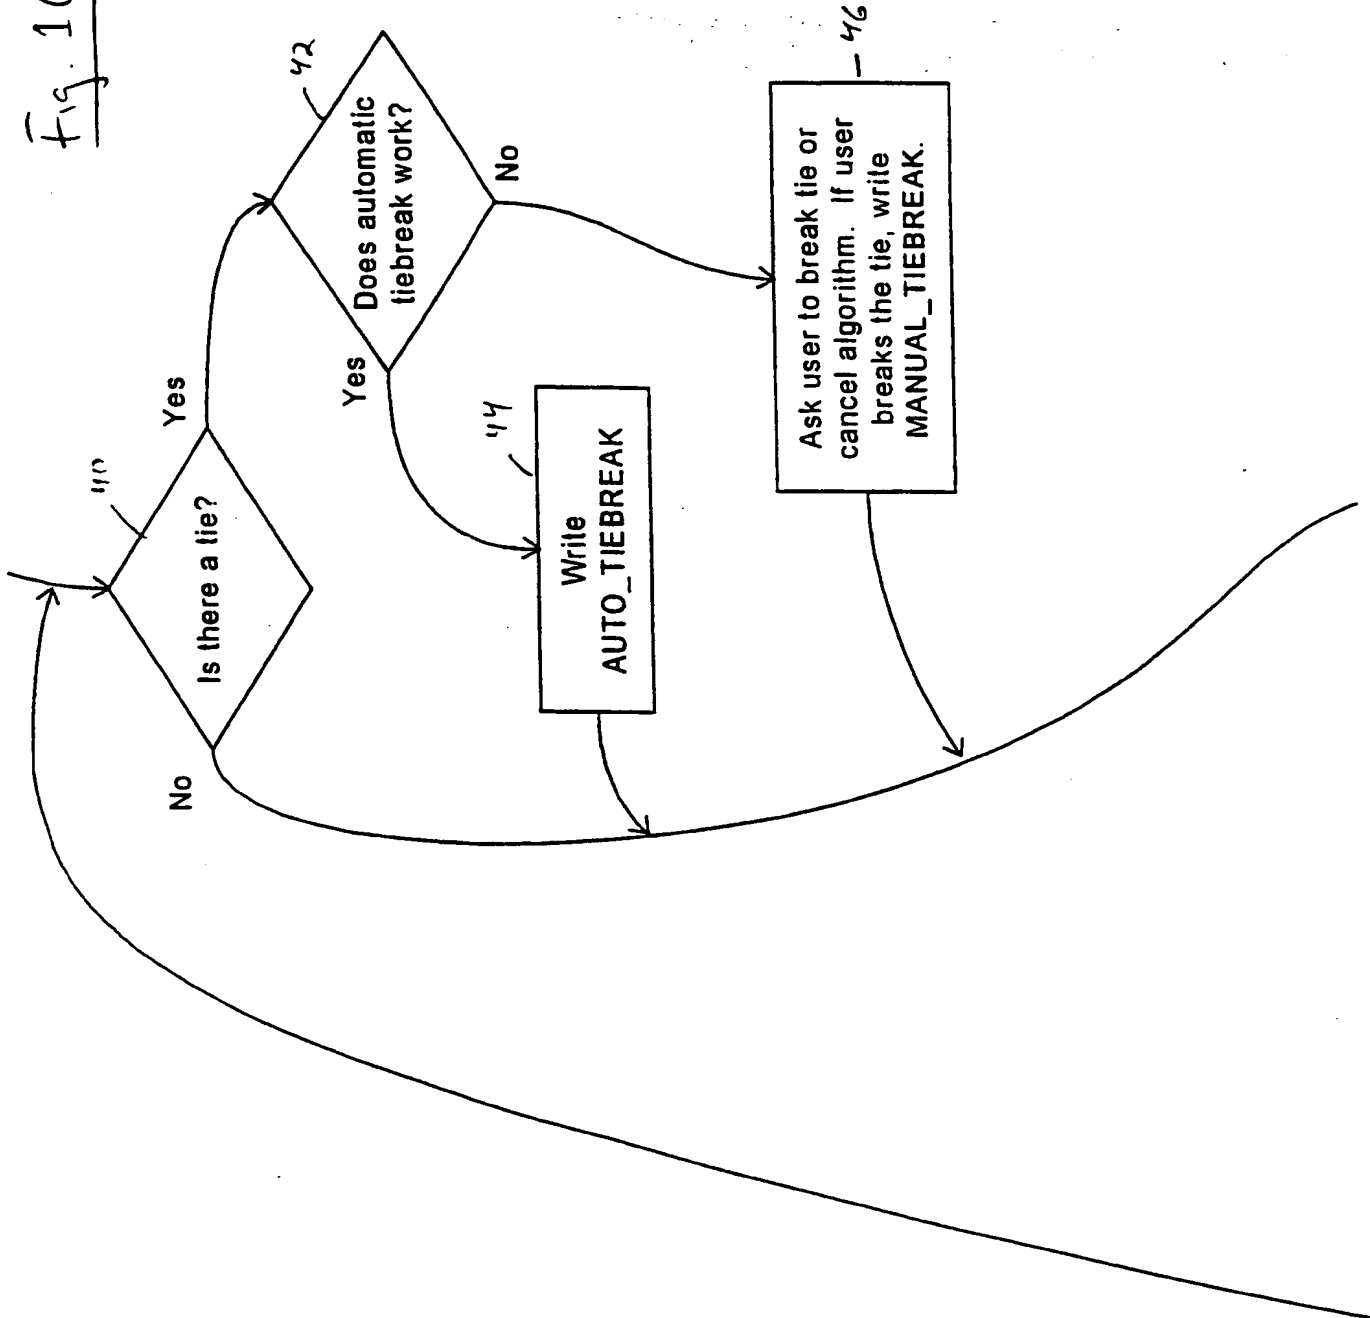 Fig. 10
40
Is there a tie?
Yes
No
42
Does automatic
tiebreak work?
Yes
No
44
Write
AUTO_TIEBREAK
46
Ask user to break tie or
cancel algorithm. If user
breaks the tie, write
MANUAL_TIEBREAK.